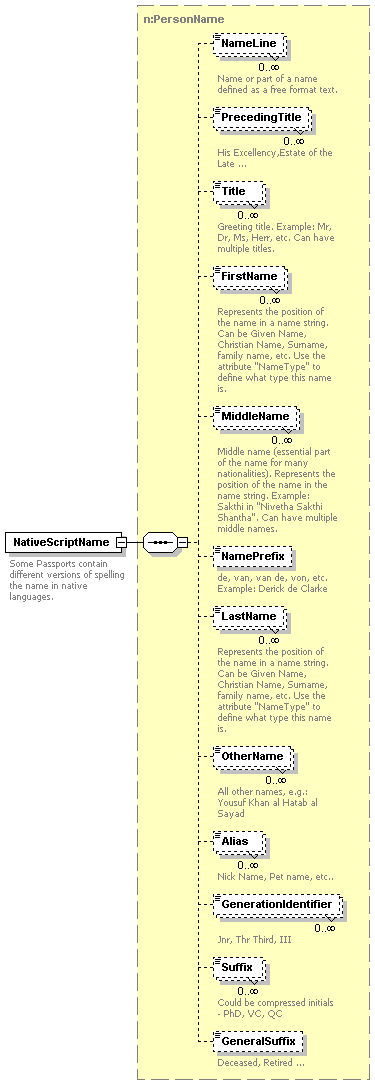 n:PersonName
NameLine
0..∞
Name or part of a name
defined as a free format text.
PrecedingTitle
0..∞
His Excellency,Estate of the
Late ...
Title
0..∞
Greeting title. Example: Mr,
Dr, Ms, Herr, etc. Can have
multiple titles.
FirstName
0..∞
Represents the position of
the name in a name string.
Can be Given Name,
Christian Name, Surname,
family name, etc. Use the
attribute "NameType" to
define what type this name
is.
MiddleName
0..∞
Middle name (essential part
of the name for many
nationalities). Represents the
position of the name in the
name string. Example:
Sakthi in "Nivetha Sakthi
Shantha". Can have multiple
middle names.
NativeScriptName
Some Passports contain
different versions of spelling
the name in native
languages.
NamePrefix
de, van, van de, von, etc.
Example: Derick de Clarke
LastName
0..∞
Represents the position of
the name in a name string.
Can be Given Name,
Christian Name, Surname,
family name, etc. Use the
attribute "NameType" to
define what type this name
is.
OtherName
0..∞
All other names, e.g.:
Yousuf Khan al Hatab al
Sayad
Alias
0..∞
Nick Name, Pet name, etc..
GenerationIdentifier
0..∞
Jnr, Thr Third, III
Suffix
0..∞
Could be compressed initials
- PhD, VC, QC
GeneralSuffix
Deceased, Retired ...